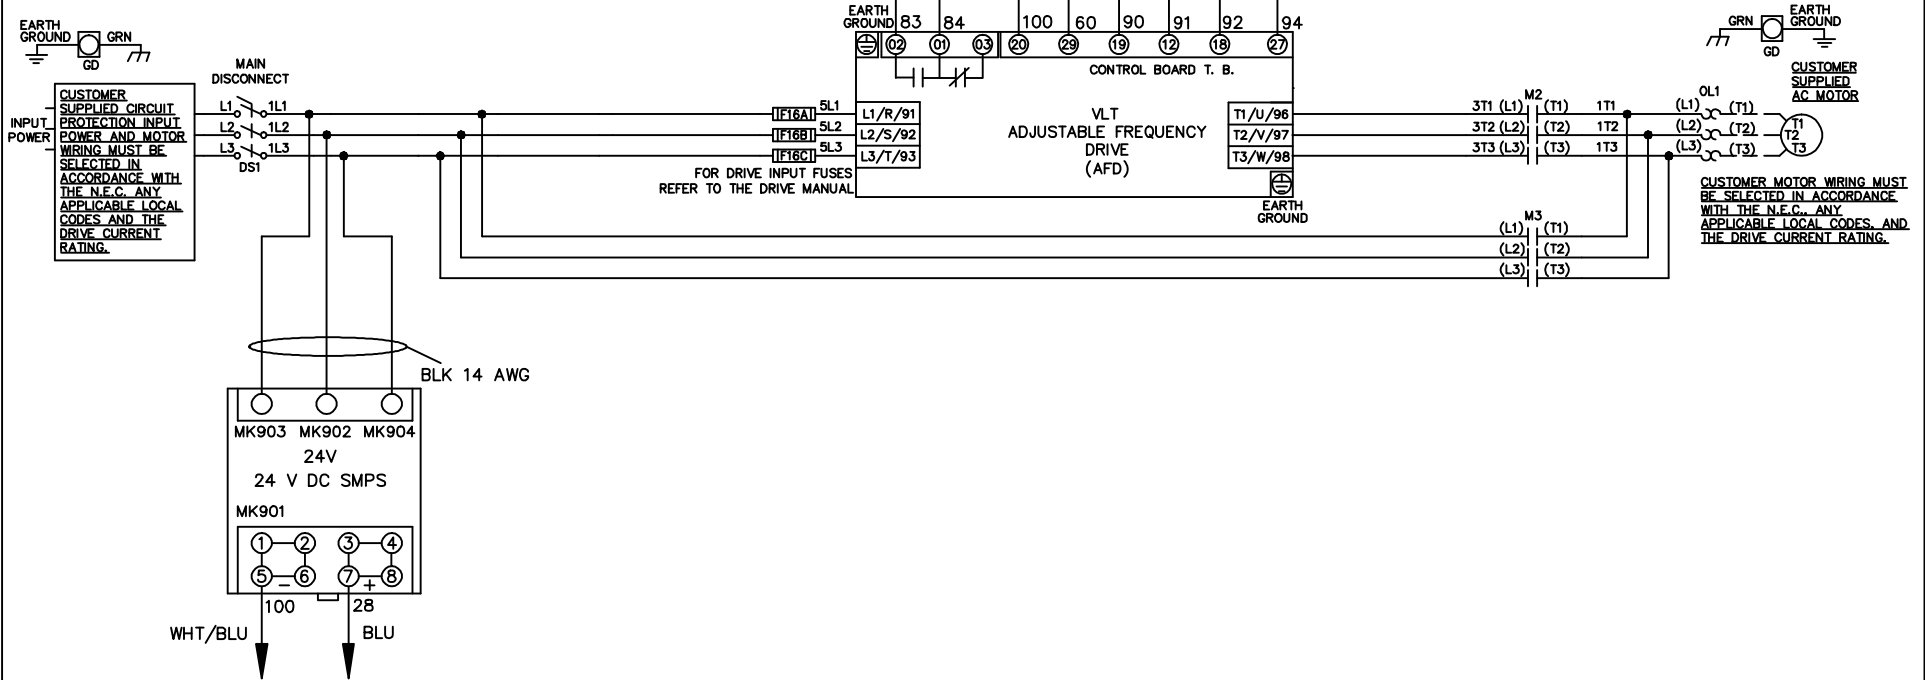 EARTH
GROUND
GRN
GD
MAIN
DISCONNECT
INPUT
POWER
CUSTOMER
SUPPLIED CIRCUIT
PROTECTION INPUT
POWER AND MOTOR
WIRING MUST BE
SELECTED IN
ACCORDANCE WITH
THE N.E.C. ANY
APPLICABLE LOCAL
CODES AND THE
DRIVE CURRENT
RATING.
L1 1L1
L2 1L2
L3 1L3
DS1
F16A 5L1
F16B 5L2
F16C 5L3
FOR DRIVE INPUT FUSES
REFER TO THE DRIVE MANUAL
EARTH
GROUND
83 84 100 60 90 91 92 94
02 01 03 20 29 19 12 18 27
CONTROL BOARD T. B.
L1/R/91
L2/S/92
L3/T/93
VLT
ADJUSTABLE FREQUENCY
DRIVE
(AFD)
T1/U/96
T2/V/97
T3/W/98
EARTH
GROUND
M2
3T1 (L1) (T1) 1T1
3T2 (L2) (T2) 1T2
3T3 (L3) (T3) 1T3
M3
(L1) (T1)
(L2) (T2)
(L3) (T3)
GRN
EARTH
GROUND
GD
CUSTOMER
SUPPLIED
AC MOTOR
OL1
(L1) (T1)
(L2) (T2)
(L3) (T3)
T1
T2
T3
CUSTOMER MOTOR WIRING MUST
BE SELECTED IN ACCORDANCE
WITH THE N.E.C., ANY
APPLICABLE LOCAL CODES, AND
THE DRIVE CURRENT RATING.
BLK 14 AWG
MK903 MK902 MK904
24V
24 V DC SMPS
MK901
1 2 3 4
5 6 7 8
- +
100 28
WHT/BLU BLU